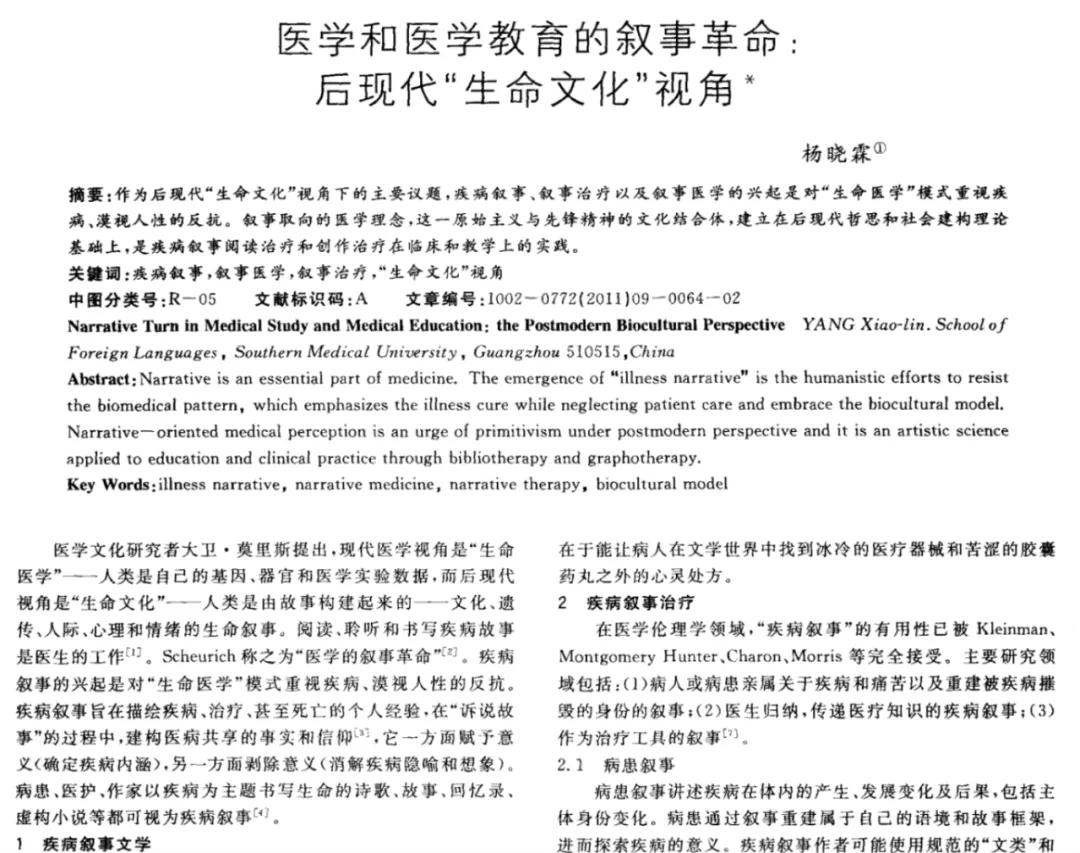 医学和医学教育的叙事革命:
后现代“生命文化”视角*
杨晓霖①
摘要:作为后现代“生命文化”视角下的主要议题,疾病叙事、叙事治疗以及叙事医学的兴起是对“生命医学”模式重视疾
病、漠视人性的反抗。叙事取向的医学理念,这一原始主义与先锋精神的文化结合体,建立在后现代哲思和社会建构理论
基础上,是疾病叙事阅读治疗和创作治疗在临床和教学上的实践。
关键词:疾病叙事,叙事医学,叙事治疗,“生命文化”视角
中图分类号:R-05 文献标识码:A 文章编号:1002-0772(2011)09-0064-02
Narrative Turn in Medical Study and Medical Education: the Postmodern Biocultural Perspective YANG Xiao-lin. School of
Foreign Languages, Southern Medical University, Guangzhou 510515,China
Abstract:Narrative is an essential part of medicine. The emergence of “illness narrative” is the humanistic efforts to resist
the biomedical pattern, which emphasizes the illness cure while neglecting patient care and embrace the biocultural model.
Narrative-oriented medical perception is an urge of primitivism under postmodern perspective and it is an artistic science
applied to education and clinical practice through bibliotherapy and graphotherapy.
Key Words:illness narrative, narrative medicine, narrative therapy, biocultural model
医学文化研究者大卫·莫里斯提出,现代医学视角是“生命
医学”——人类是自己的基因、器官和医学实验数据,而后现代
视角是“生命文化”——人类是由故事构建起来的——文化、遗
传、人际、心理和情绪的生命叙事。阅读、聆听和书写疾病故事
是医生的工作[1]。Scheurich 称之为“医学的叙事革命”[2]。疾病
叙事的兴起是对“生命医学”模式重视疾病、漠视人性的反抗。
疾病叙事旨在描绘疾病、治疗、甚至死亡的个人经验,在“诉说故
事”的过程中,建构医病共享的事实和信仰[3],它一方面赋予意
义(确定疾病内涵),另一方面剥除意义(消解疾病隐喻和想象)。
病患、医护、作家以疾病为主题书写生命的诗歌、故事、回忆录、
虚构小说等都可视为疾病叙事[4]。
1 疾病叙事文学
在于能让病人在文学世界中找到冰冷的医疗器械和苦涩的胶囊
药丸之外的心灵处方。
2 疾病叙事治疗
在医学伦理学领域,“疾病叙事”的有用性已被 Kleinman、
Montgomery Hunter、Charon、Morris 等完全接受。主要研究领
域包括:(1)病人或病患亲属关于疾病和痛苦以及重建被疾病摧
毁的身份的叙事;(2)医生归纳,传递医疗知识的疾病叙事;(3)
作为治疗工具的叙事[7]。
2.1 病患叙事
病患叙事讲述疾病在体内的产生、发展变化及后果,包括主
体身份变化。病患通过叙事重建属于自己的语境和故事框架,
进而探索疾病的意义。疾病叙事作者可能使用规范的“文类”和